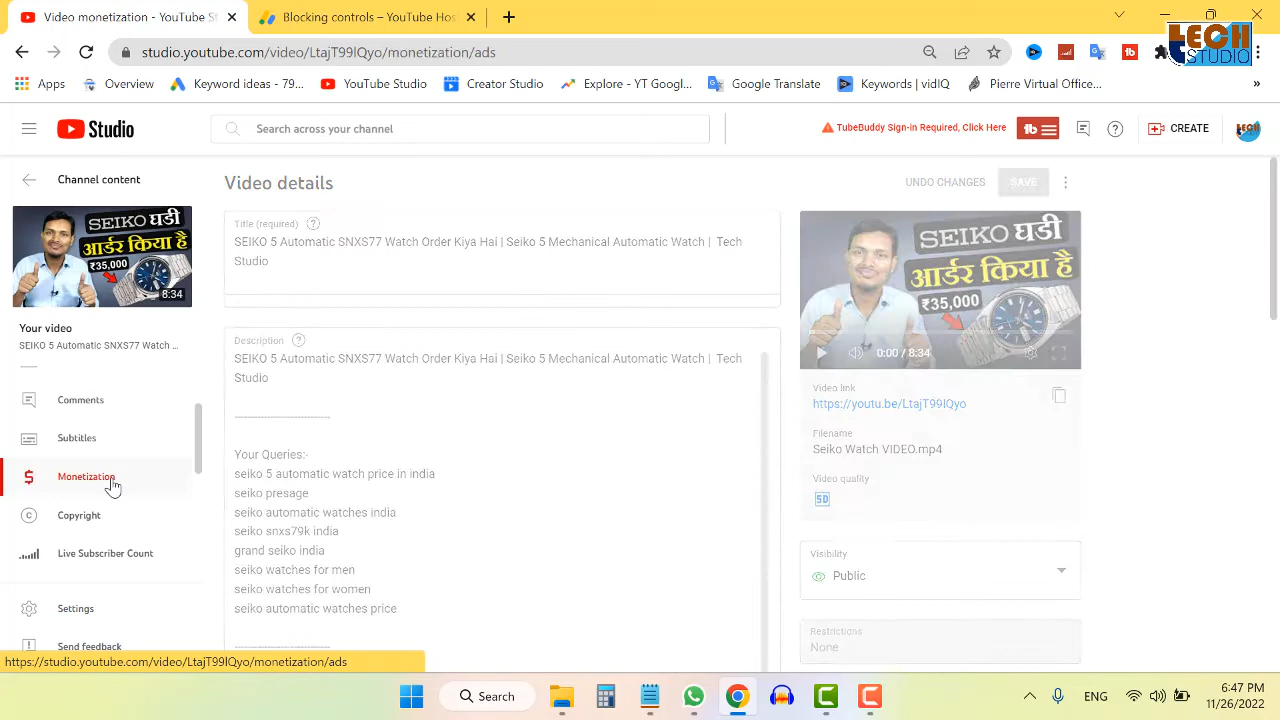 Video monetization - YouTube St
Blocking controls – YouTube Hos
LECH
STUDIO
studio.youtube.com/video/LtajT99IQyo/monetization/ads
Apps
Overview
Keyword ideas - 79...
YouTube Studio
Creator Studio
Explore - YT Googl...
Google Translate
Keywords | vidIQ
Pierre Virtual Office...
»
Studio
Search across your channel
TubeBuddy Sign-in Required, Click Here
tb
CREATE
Channel content
Video details
UNDO CHANGES
SAVE
SEIKO घडी
आर्डर किया है
₹35,000
8:34
Your video
SEIKO 5 Automatic SNXS77 Watch ...
Comments
Subtitles
Monetization
Copyright
Live Subscriber Count
Settings
Send feedback
Title (required)
SEIKO 5 Automatic SNXS77 Watch Order Kiya Hai | Seiko 5 Mechanical Automatic Watch | Tech
Studio
Description
SEIKO 5 Automatic SNXS77 Watch Order Kiya Hai | Seiko 5 Mechanical Automatic Watch | Tech
Studio
----------------------------
Your Queries:-
seiko 5 automatic watch price in india
seiko presage
seiko automatic watches india
seiko snxs79k india
grand seiko india
seiko watches for men
seiko watches for women
seiko automatic watches price
----------------------------
SEIKO घडी
आर्डर किया है
₹35,000
0:00 / 8:34
Video link
https://youtu.be/LtajT99IQyo
Filename
Seiko Watch VIDEO.mp4
Video quality
SD
Visibility
Public
Restrictions
None
https://studio.youtube.com/video/LtajT99IQyo/monetization/ads
Search
ENG
6:47 PM
11/26/2022